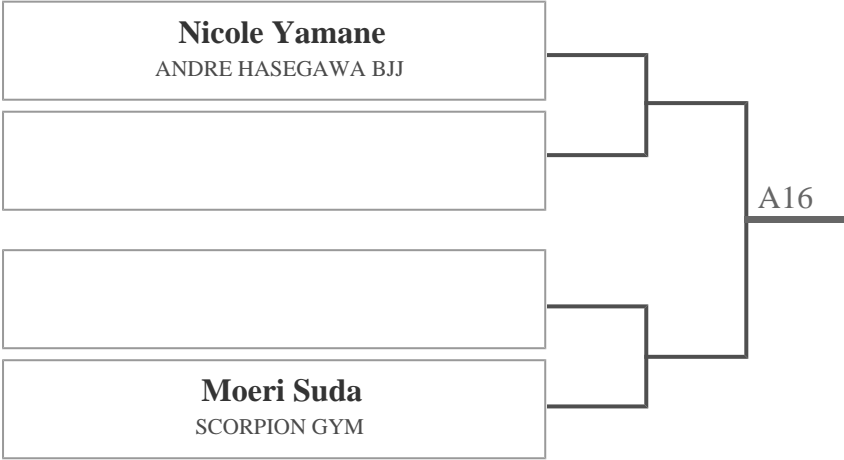 Nicole Yamane
ANDRE HASEGAWA BJJ
A16
Moeri Suda
SCORPION GYM